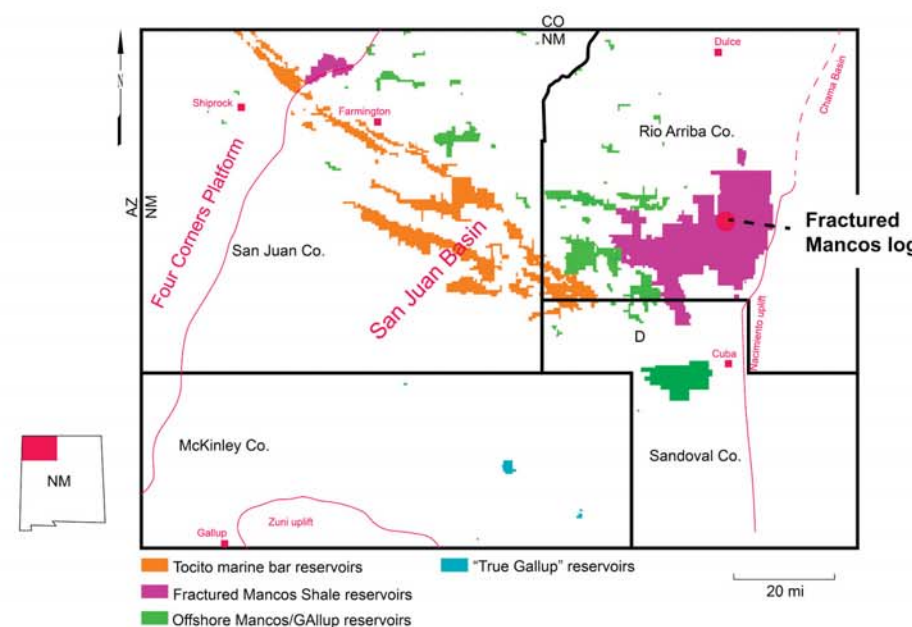 CO
NM
Dulce
Chama Basin
Shiprock
Farmington
Rio Arriba Co.
AZ
NM
Four Corners Platform
San Juan Co.
San Juan Basin
Fractured
Mancos log
Nacimiento uplift
D
Cuba
McKinley Co.
Sandoval Co.
NM
Zuni uplift
Gallup
Tocito marine bar reservoirs
"True Gallup" reservoirs
Fractured Mancos Shale reservoirs
20 mi
Offshore Mancos/GAllup reservoirs